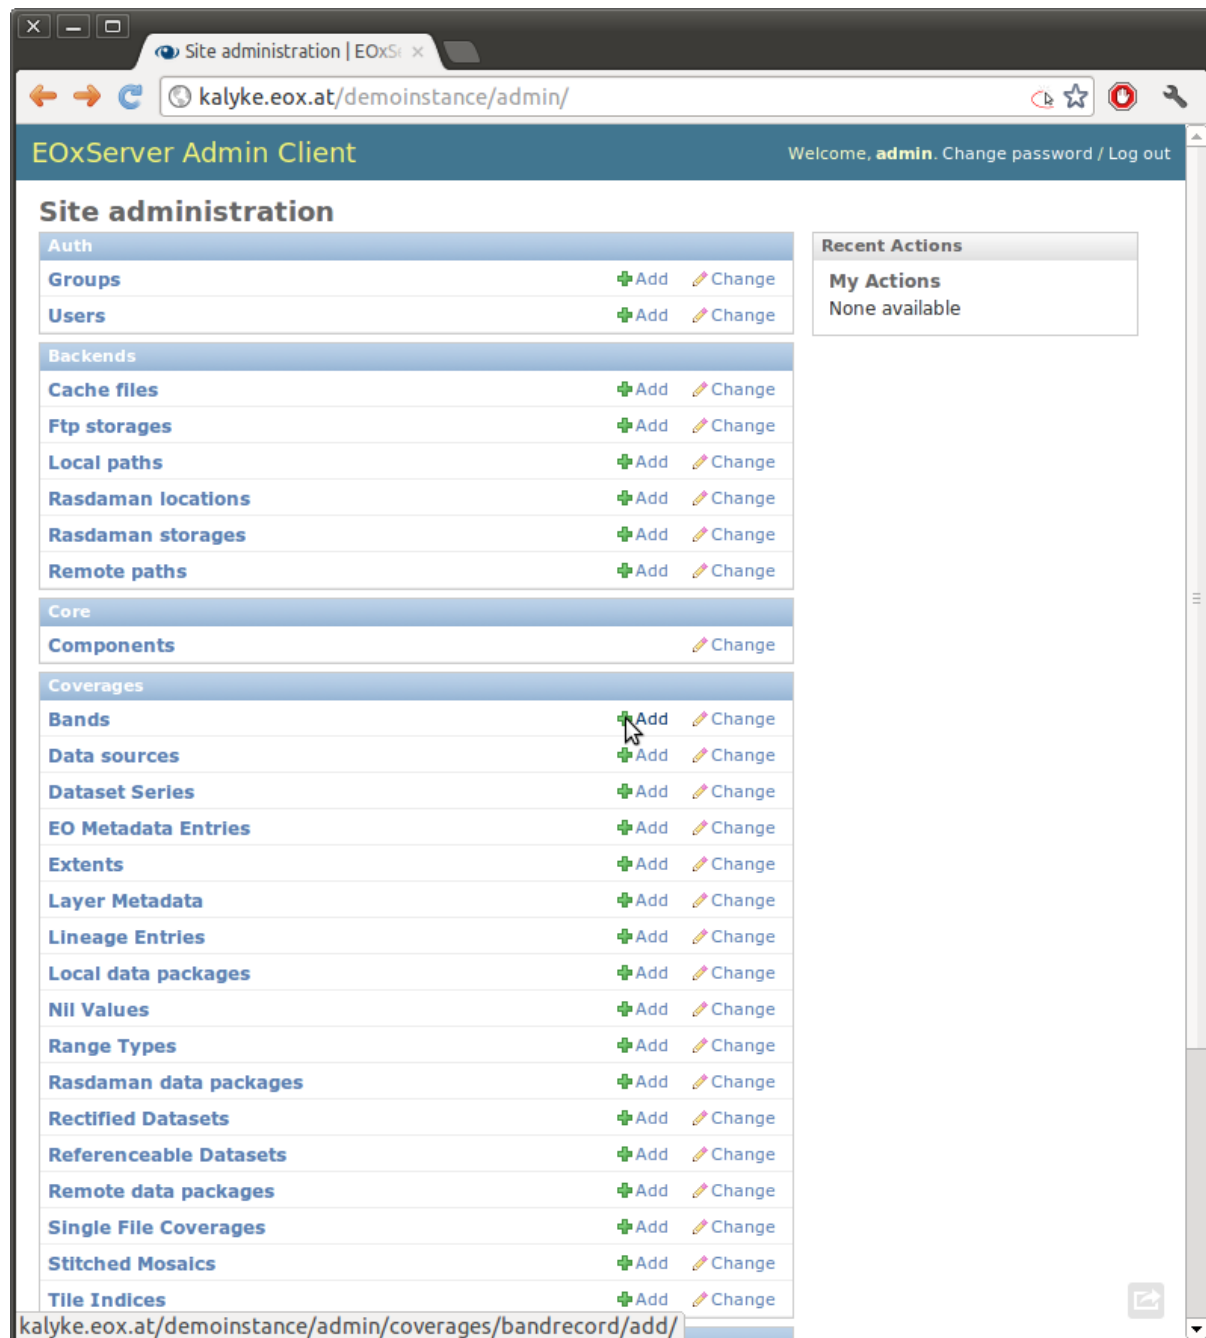 Site administration | EOxSe
kalyke.eox.at/demoinstance/admin/
EOxServer Admin Client
Welcome, admin. Change password / Log out
Site administration
Auth
Groups Add Change
Users Add Change
Backends
Cache files Add Change
Ftp storages Add Change
Local paths Add Change
Rasdaman locations Add Change
Rasdaman storages Add Change
Remote paths Add Change
Core
Components Change
Coverages
Bands Add Change
Data sources Add Change
Dataset Series Add Change
EO Metadata Entries Add Change
Extents Add Change
Layer Metadata Add Change
Lineage Entries Add Change
Local data packages Add Change
Nil Values Add Change
Range Types Add Change
Rasdaman data packages Add Change
Rectified Datasets Add Change
Referenceable Datasets Add Change
Remote data packages Add Change
Single File Coverages Add Change
Stitched Mosaics Add Change
Tile Indices Add Change
Recent Actions
My Actions
None available
kalyke.eox.at/demoinstance/admin/coverages/bandrecord/add/